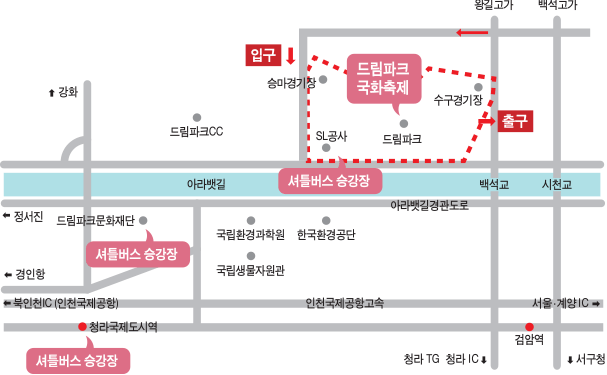 왕길고가 백석고가
입구
드림파크
국화축제
승마경기장
강화
수구경기장
출구
드림파크CC
SL공사
드림파크
아라뱃길
셔틀버스 승강장
백석교 시천교
아라뱃길경관도로
정서진
드림파크문화재단
국립환경과학원
한국환경공단
셔틀버스 승강장
국립생물자원관
경인항
북인천IC (인천국제공항)
인천국제공항고속
서울·계양 IC
청라국제도시역
검암역
셔틀버스 승강장
청라 TG 청라 IC
서구청